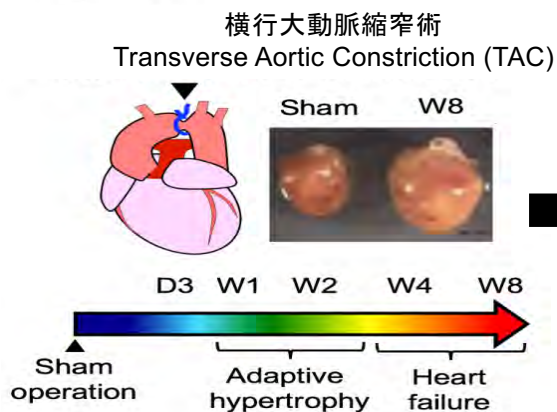 横行大動脈縮窄術
Transverse Aortic Constriction (TAC)
Sham W8
D3 W1 W2 W4 W8
Sham operation
Adaptive hypertrophy
Heart failure